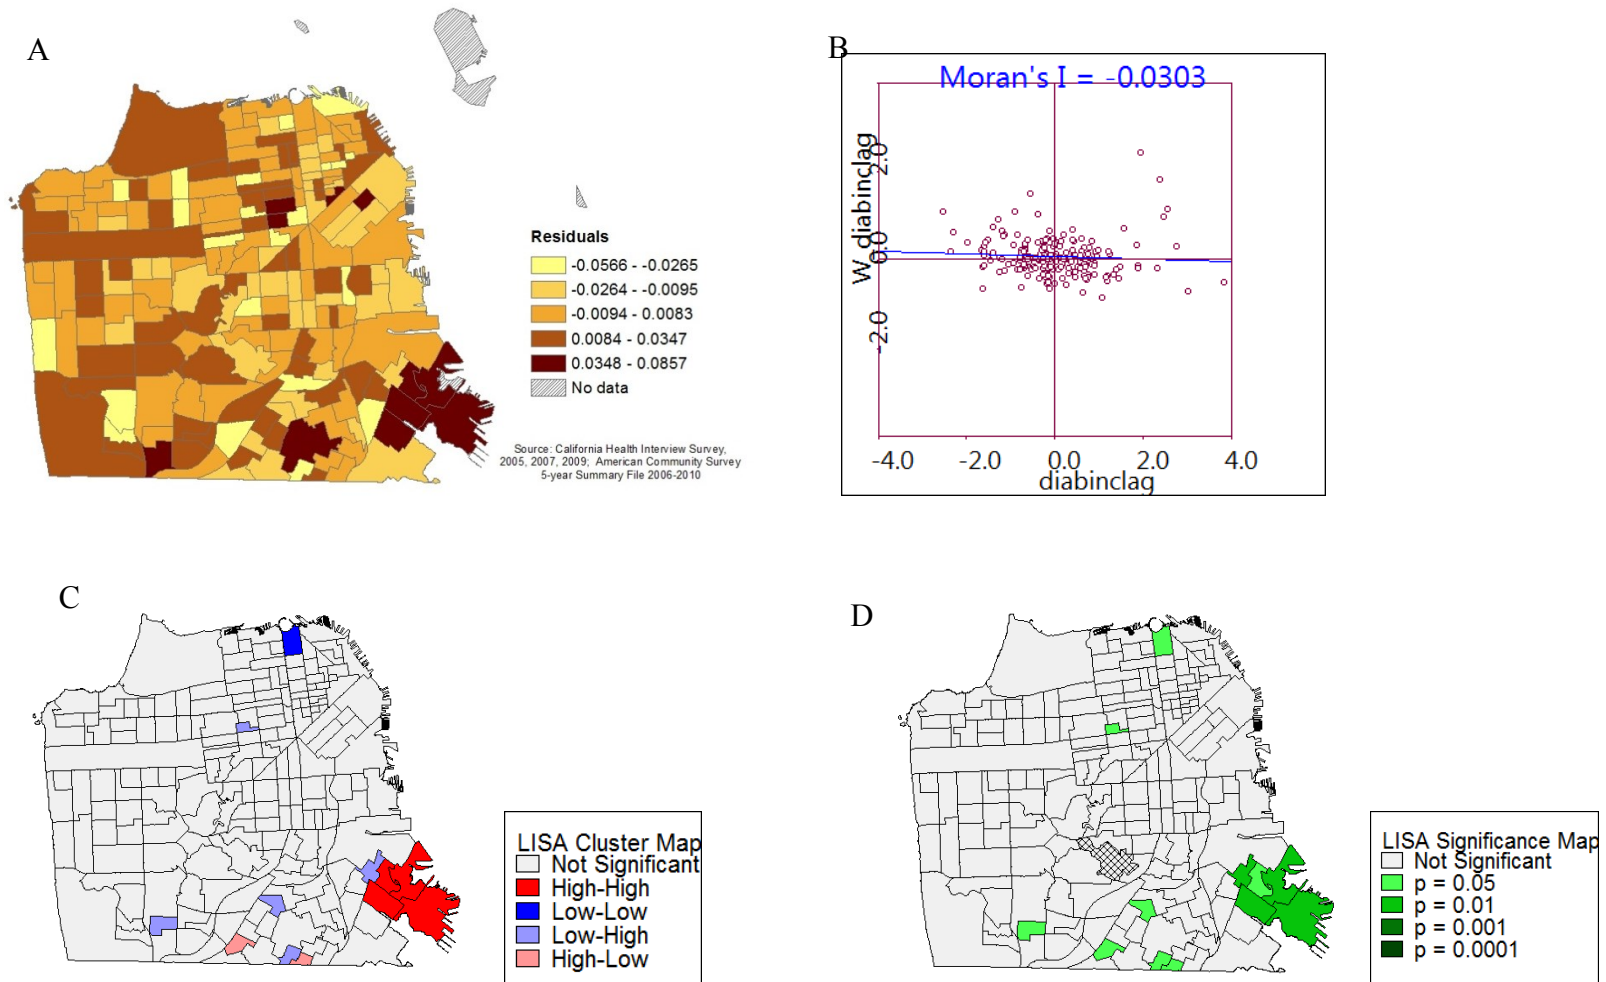 A
Residuals
-0.0566 - -0.0265
-0.0264 - -0.0095
-0.0094 - 0.0083
0.0084 - 0.0347
0.0348 - 0.0857
No data
Source: California Health Interview Survey,
2005, 2007, 2009; American Community Survey
5-year Summary File 2006-2010
B
Moran's I = -0.0303
W_diabinclag
2.0
0.0
-2.0
-4.0 -2.0 0.0 2.0 4.0
diabinclag
C
LISA Cluster Map
Not Significant
High-High
Low-Low
Low-High
High-Low
D
LISA Significance Map
Not Significant
p = 0.05
p = 0.01
p = 0.001
p = 0.0001